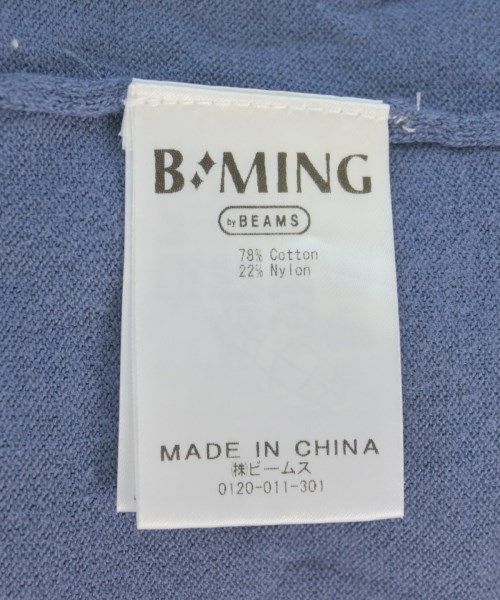 B:MING
by BEAMS
78% Cotton
22% Nylon
MADE IN CHINA
㈱ビームス
0120-011-301